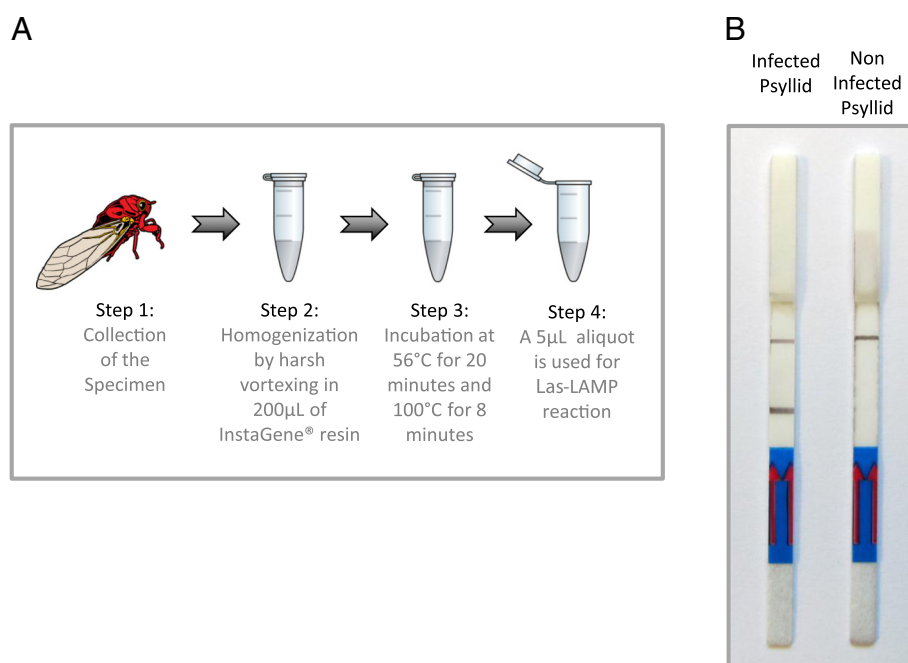 A
Step 1:
Collection
of the
Specimen
Step 2:
Homogenization
by harsh
vortexing in
200µL of
InstaGene® resin
Step 3:
Incubation at
56°C for 20
minutes and
100°C for 8
minutes
Step 4:
A 5µL aliquot
is used for
Las-LAMP
reaction
B
Infected
Psyllid
Non
Infected
Psyllid